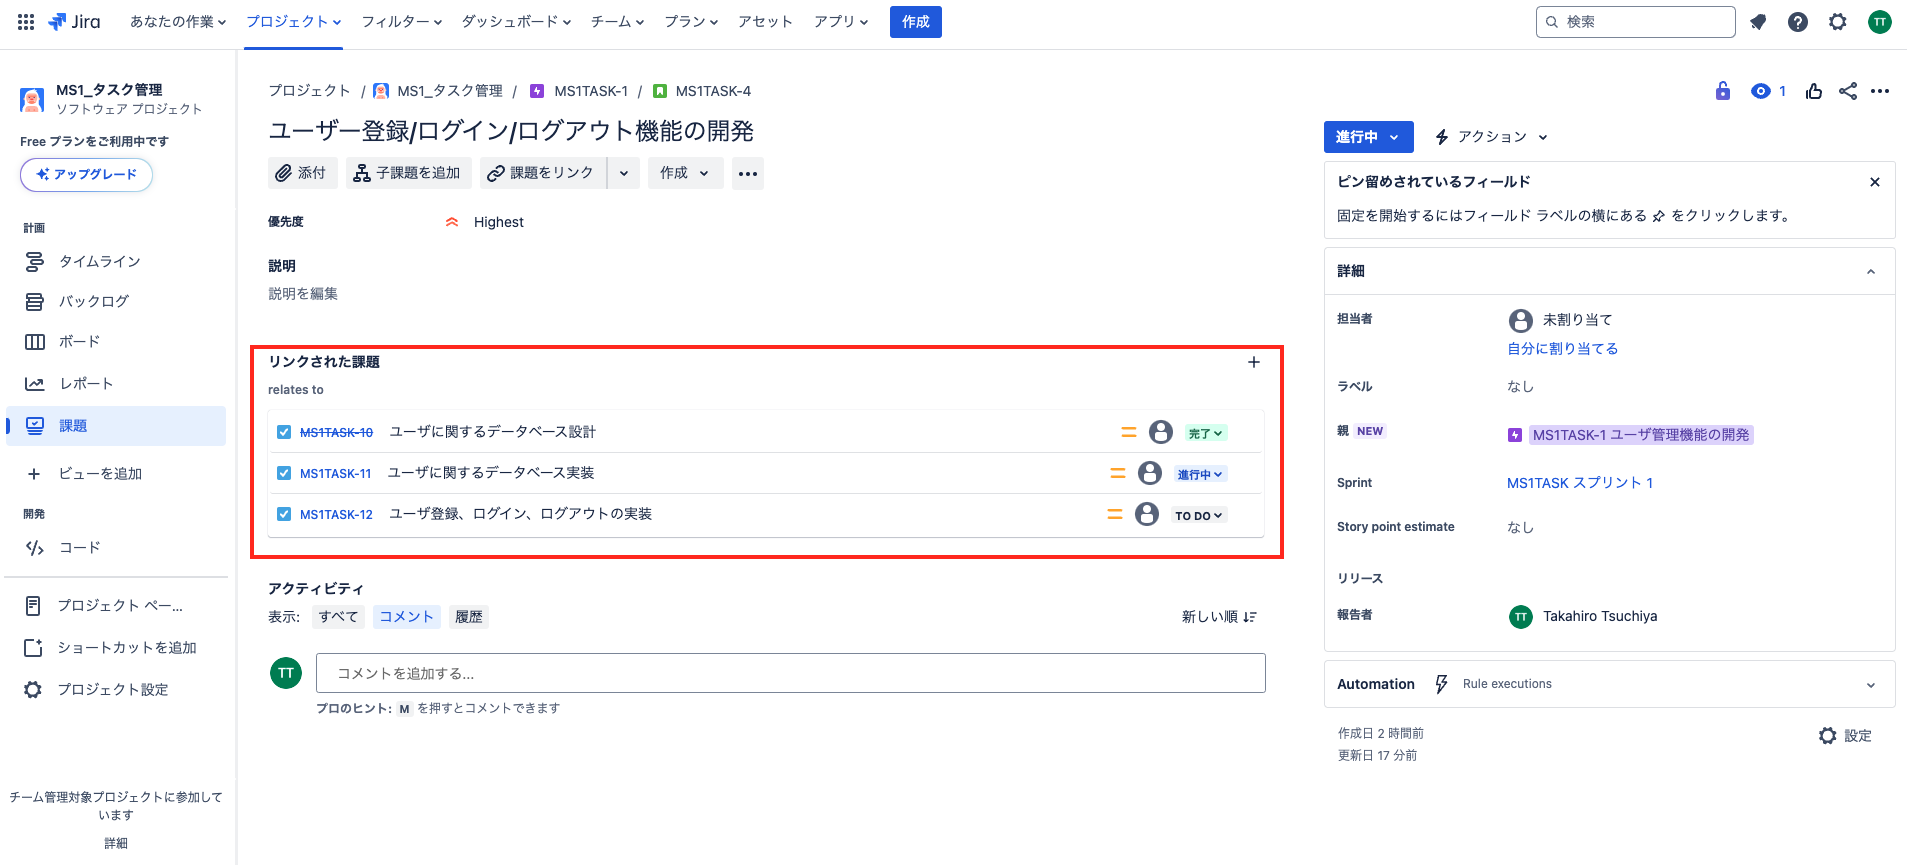 Jira あなたの作業 プロジェクト フィルター ダッシュボード チーム プラン アセット アプリ 作成 検索 TT
MS1_タスク管理
ソフトウェア プロジェクト
Free プランをご利用中です
アップグレード
計画
タイムライン
バックログ
ボード
レポート
課題
ビューを追加
開発
コード
プロジェクト ペー...
ショートカットを追加
プロジェクト設定
チーム管理対象プロジェクトに参加して
います
詳細
プロジェクト / MS1_タスク管理 / MS1TASK-1 / MS1TASK-4
ユーザー登録/ログイン/ログアウト機能の開発
添付 子課題を追加 課題をリンク 作成
優先度 Highest
説明
説明を編集
リンクされた課題
relates to
MS1TASK-10 ユーザに関するデータベース設計 完了
MS1TASK-11 ユーザに関するデータベース実装 進行中
MS1TASK-12 ユーザ登録、ログイン、ログアウトの実装 TO DO
アクティビティ
表示: すべて コメント 履歴 新しい順
TT コメントを追加する...
プロのヒント: M を押すとコメントできます
1
進行中 アクション
ピン留めされているフィールド
固定を開始するにはフィールド ラベルの横にある をクリックします。
詳細
担当者 未割り当て
自分に割り当てる
ラベル なし
親 NEW MS1TASK-1 ユーザ管理機能の開発
Sprint MS1TASK スプリント 1
Story point estimate なし
リリース
報告者 TT Takahiro Tsuchiya
Automation Rule executions
作成日 2 時間前
更新日 17 分前
設定